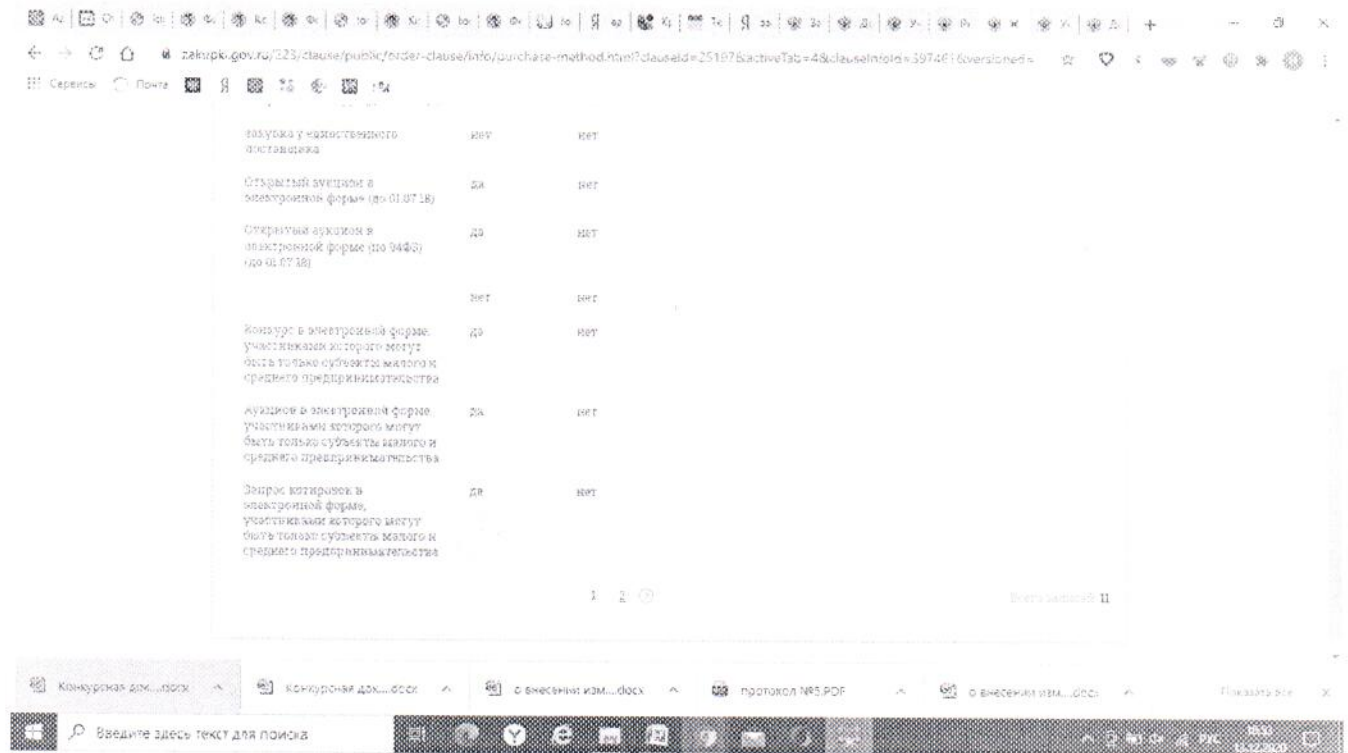 zakupki.gov.ru/223/clause/public/order-clause/info/purchase-method.html?clauseId=25197&activeTab=4&clauseInfoId=397461&versioned=
Сервисы Почта
закупка у единственного нет нет
поставщика
Открытый аукцион в да нет
электронной форме (до 01.07.18)
Открытый аукцион в да нет
электронной форме (по 94ФЗ)
(до 01.07.18)
нет нет
Конкурс в электронной форме, да нет
участниками которого могут
быть только субъекты малого и
среднего предпринимательства
Аукцион в электронной форме, да нет
участниками которого могут
быть только субъекты малого и
среднего предпринимательства
Запрос котировок в да нет
электронной форме,
участниками которого могут
быть только субъекты малого и
среднего предпринимательства
1 2
Всего записей: 11
Конкурсная док....docx Конкурсная док....docx о внесении изм....docx протокол №5.PDF о внесении изм....docx Показать все
Введите здесь текст для поиска
РУС